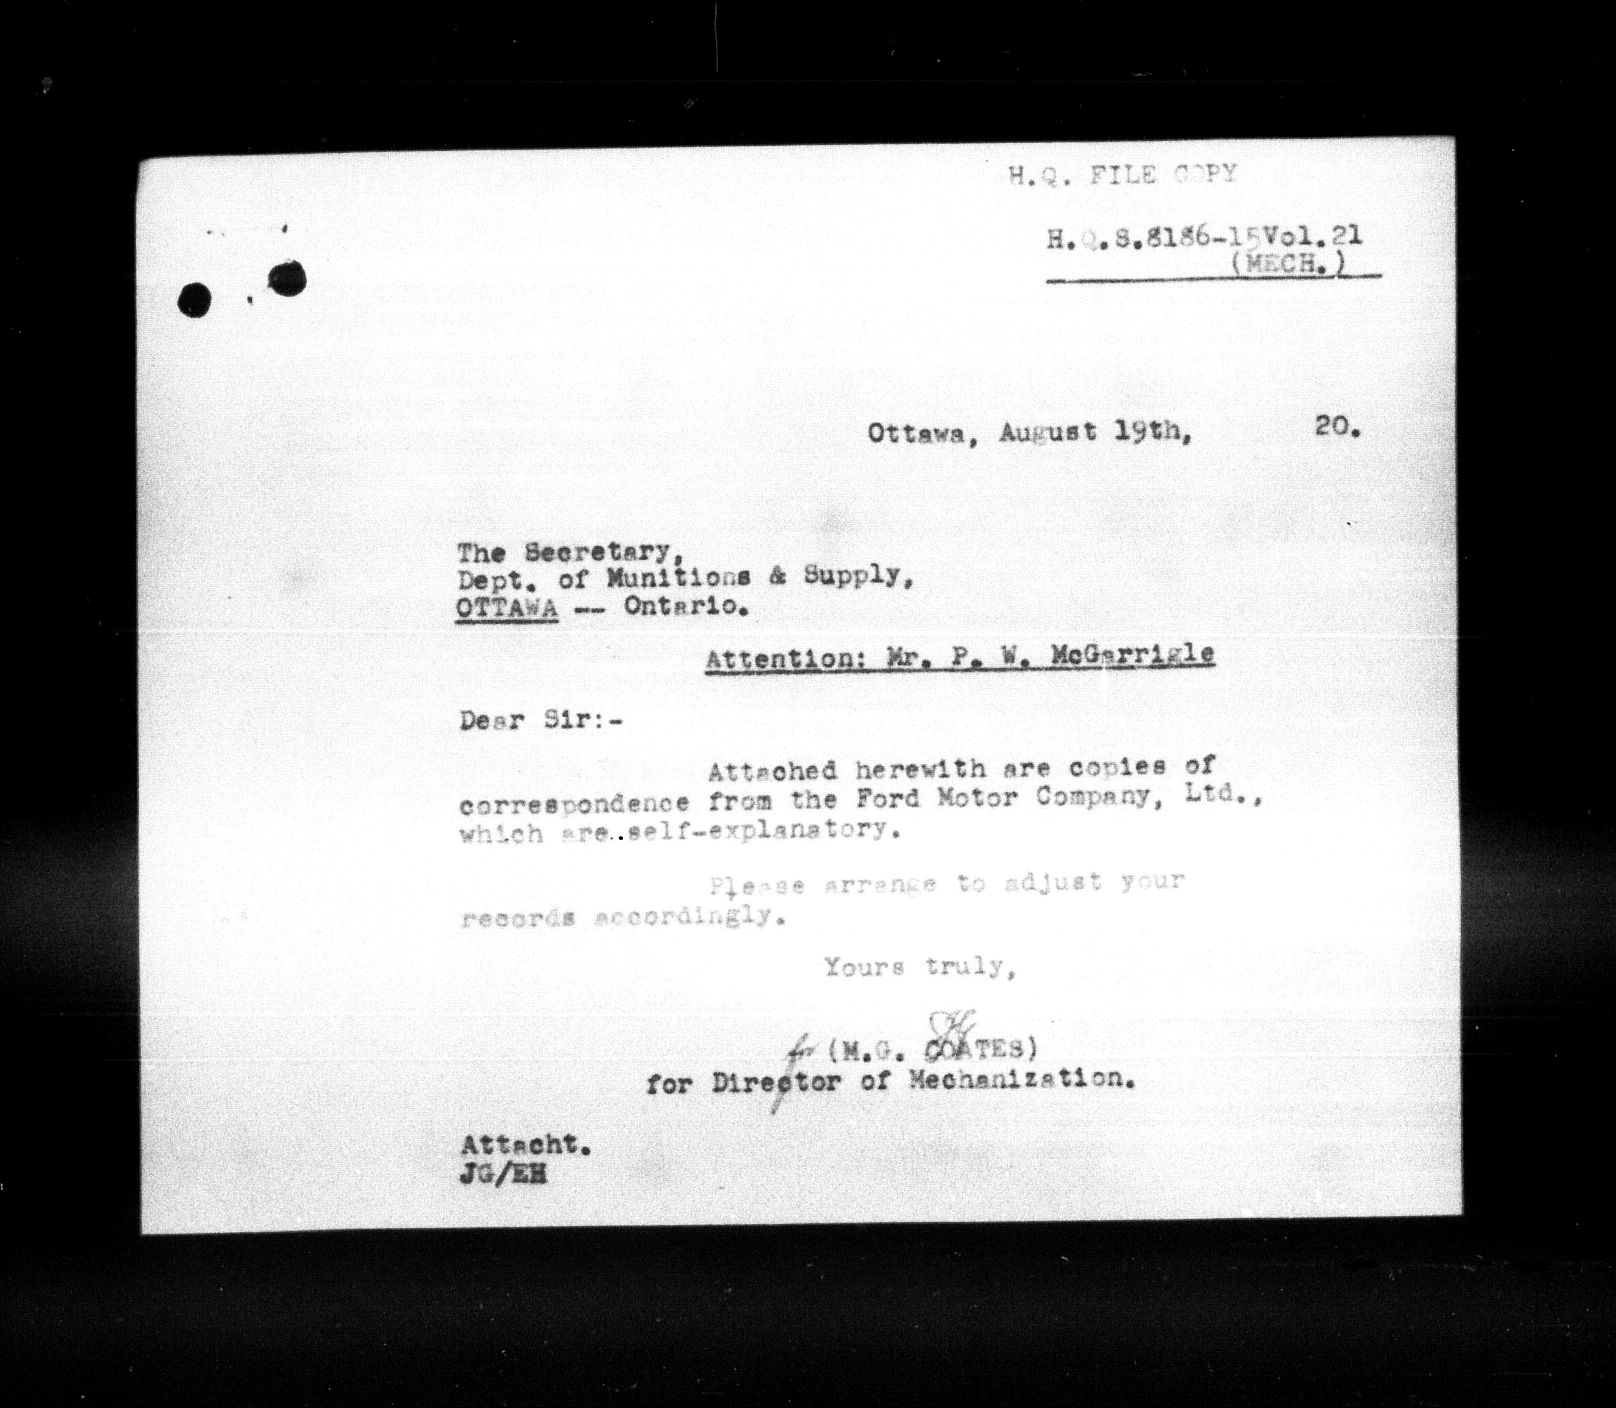 H.Q. FILE COPY
H.Q.S.8186-15Vol.21
(MECH.)
Ottawa, August 19th, 20.
The Secretary,
Dept. of Munitions & Supply,
OTTAWA -- Ontario.
Attention: Mr. P. W. McGarrigle
Dear Sir:-
Attached herewith are copies of
correspondence from the Ford Motor Company, Ltd.,
which are..self-explanatory.
Please arrange to adjust your
records accordingly.
Yours truly,
for (M.G. COATES)
for Director of Mechanization.
Attacht.
JG/EH